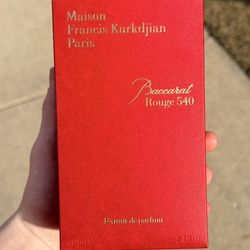 Maison
Francis Kurkdjian
Paris
Baccarat
Rouge 540
Extrait de parfum